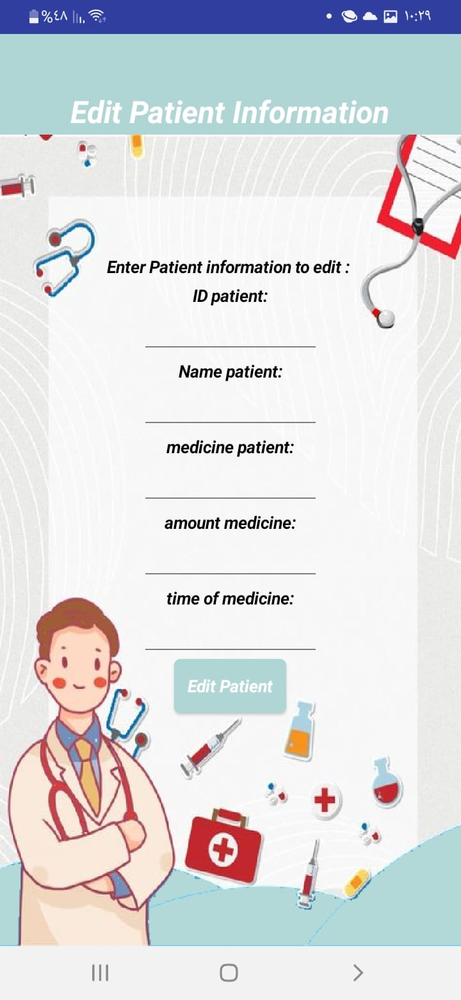 %٤٨
١٠:٢٩
Edit Patient Information
Enter Patient information to edit :
ID patient:
Name patient:
medicine patient:
amount medicine:
time of medicine:
Edit Patient